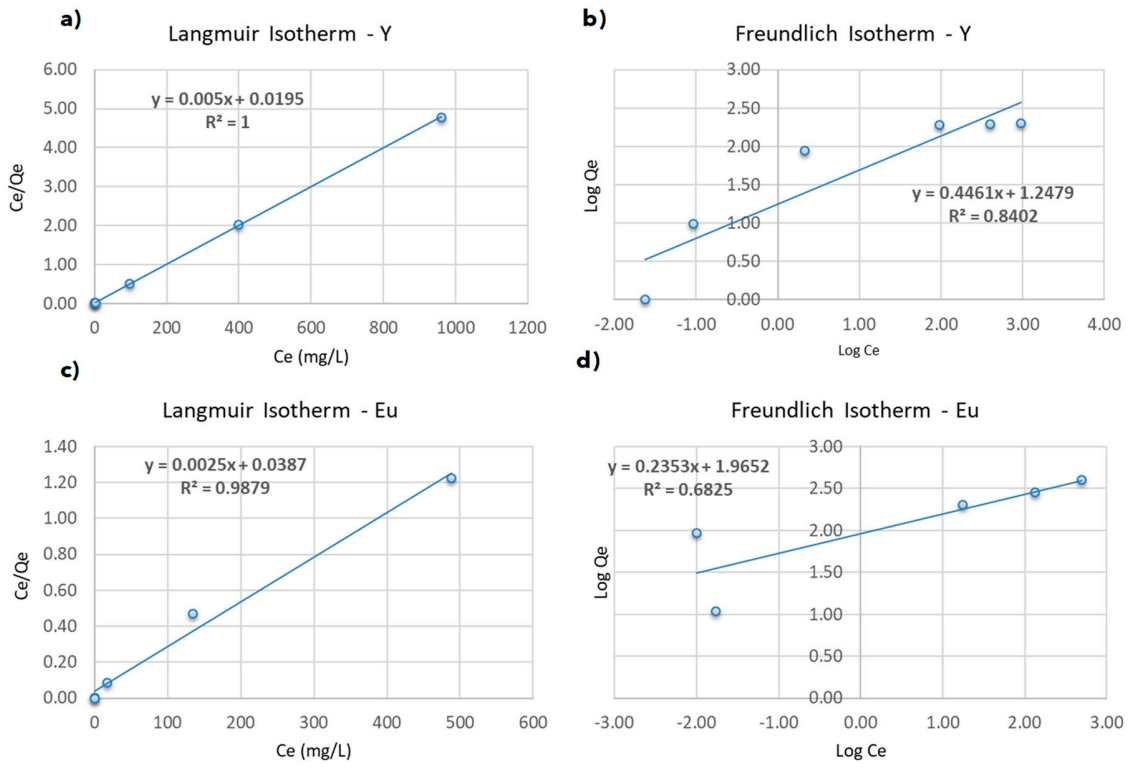 a)
Langmuir Isotherm - Y
6.00
5.00
4.00
3.00
2.00
1.00
0.00
Ce/Qe
y = 0.005x + 0.0195
R² = 1
0
200
400
600
800
1000
1200
Ce (mg/L)
b)
Freundlich Isotherm - Y
3.00
2.50
2.00
1.50
1.00
0.50
0.00
Log Qe
y = 0.4461x + 1.2479
R² = 0.8402
-2.00
-1.00
0.00
1.00
2.00
3.00
4.00
Log Ce
c)
Langmuir Isotherm - Eu
1.40
1.20
1.00
0.80
0.60
0.40
0.20
0.00
Ce/Qe
y = 0.0025x + 0.0387
R² = 0.9879
0
100
200
300
400
500
600
Ce (mg/L)
d)
Freundlich Isotherm - Eu
3.00
2.50
2.00
1.50
1.00
0.50
0.00
Log Qe
y = 0.2353x + 1.9652
R² = 0.6825
-3.00
-2.00
-1.00
0.00
1.00
2.00
3.00
Log Ce